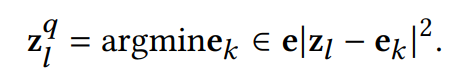 𝐳_l^q = argmin𝐞_k ∈ 𝐞|𝐳_l − 𝐞_k|².